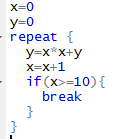 x=0
y=0
repeat {
y=x*x+y
x=x+1
if(x>=10){
break
}
}